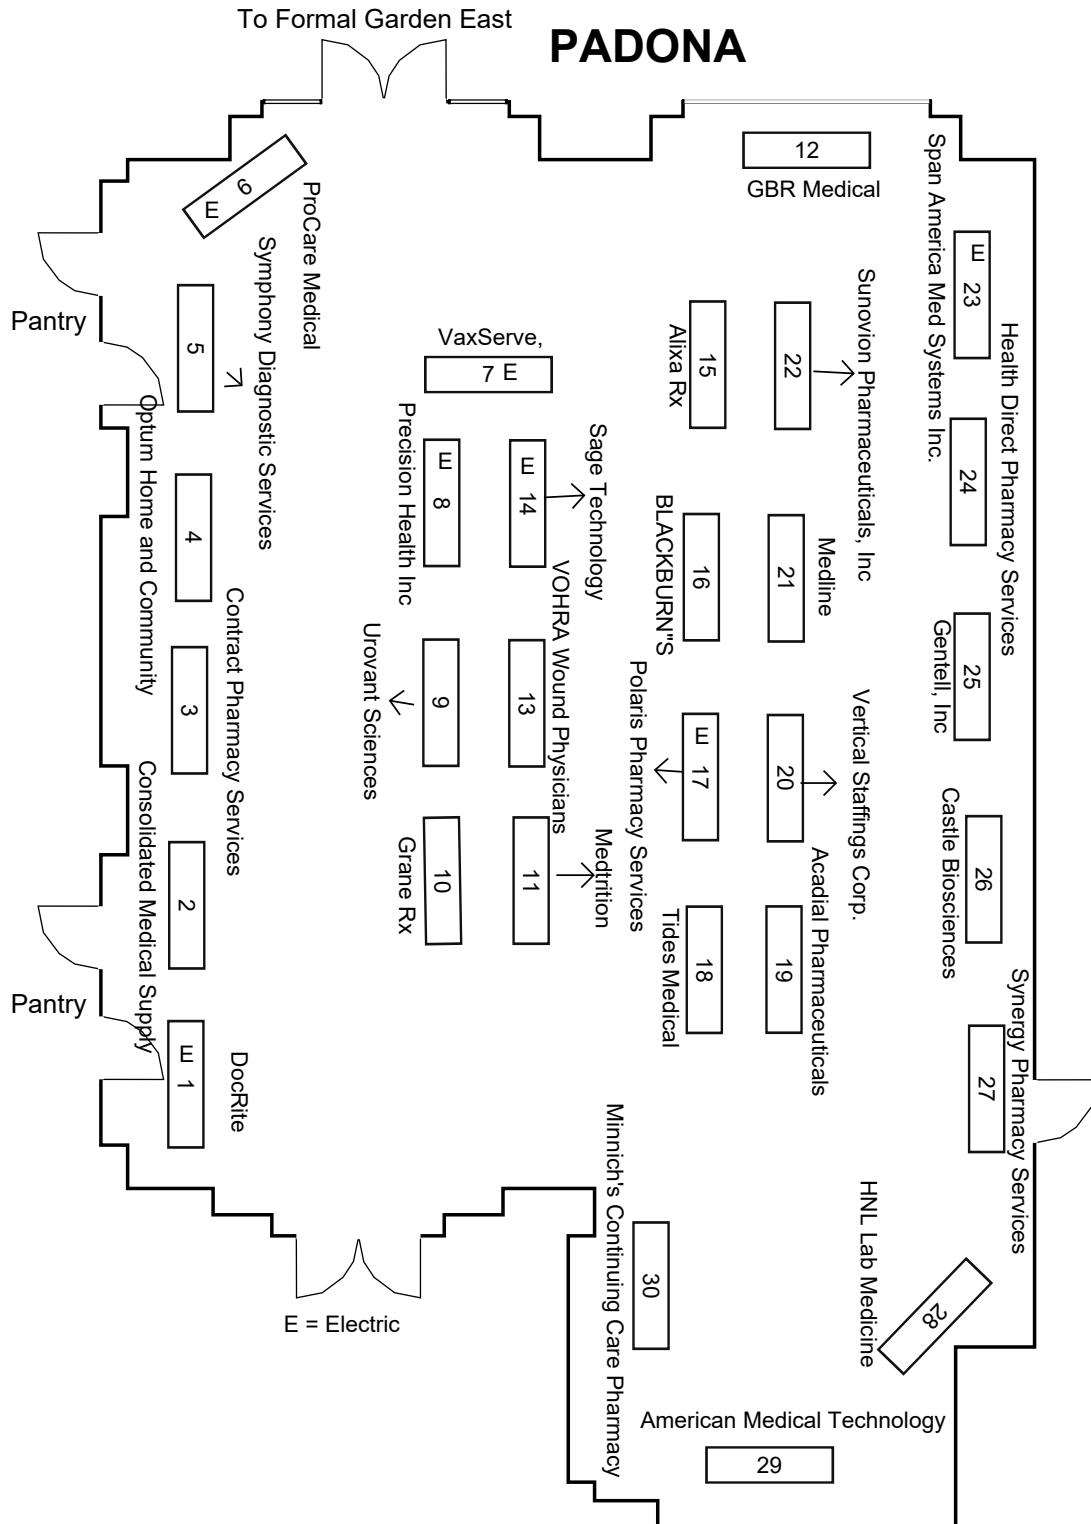 To Formal Garden East
PADONA
12
GBR Medical
E 6
ProCare Medical
Symphony Diagnostic Services
Pantry
5
Optum Home and Community
4
Contract Pharmacy Services
3
Consolidated Medical Supply
2
Pantry
E 1
DocRite
VaxServe,
7 E
Precision Health Inc
E 8
E 14
Sage Technology
Urovant Sciences
9
13
VOHRA Wound Physicians
Grane Rx
10
11
Medtrition
Alixa Rx
15
22
Sunovion Pharmaceuticals, Inc
BLACKBURN"S
16
21
Medline
Polaris Pharmacy Services
E 17
20
Vertical Staffings Corp.
Tides Medical
18
19
Acadial Pharmaceuticals
Span America Med Systems Inc.
E 23
Health Direct Pharmacy Services
24
Gentell, Inc
25
Castle Biosciences
26
Synergy Pharmacy Services
27
HNL Lab Medicine
28
Minnich's Continuing Care Pharmacy
30
American Medical Technology
29
E = Electric